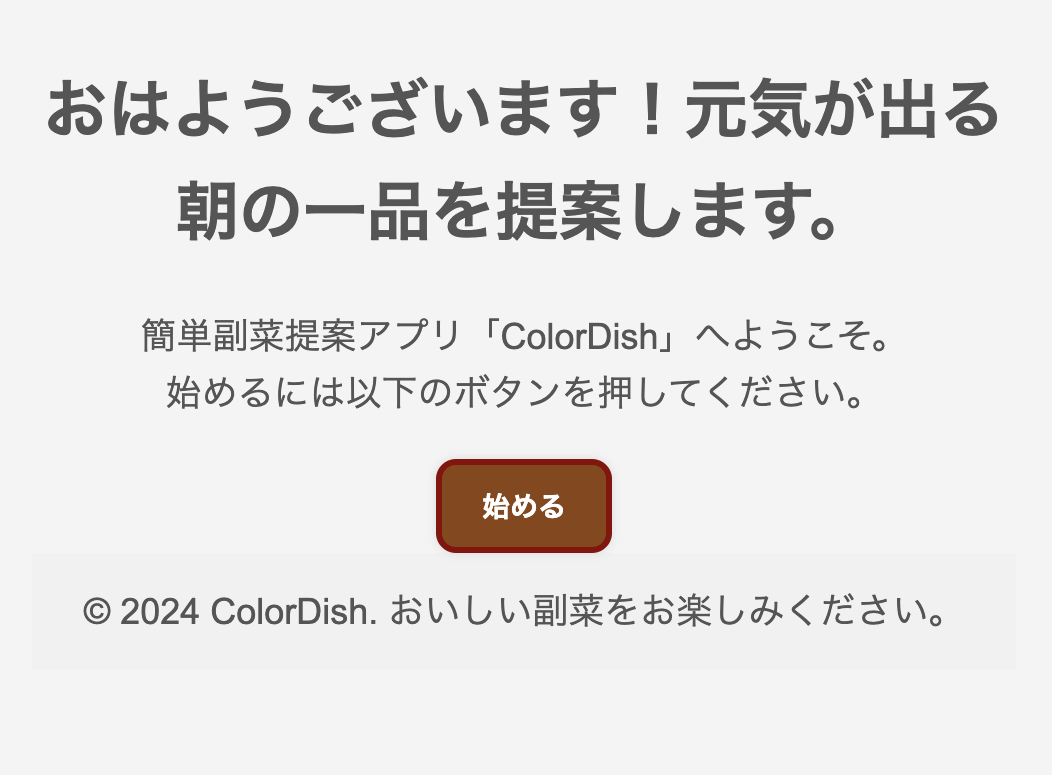 おはようございます！元気が出る
朝の一品を提案します。
簡単副菜提案アプリ「ColorDish」へようこそ。
始めるには以下のボタンを押してください。
始める
© 2024 ColorDish. おいしい副菜をお楽しみください。